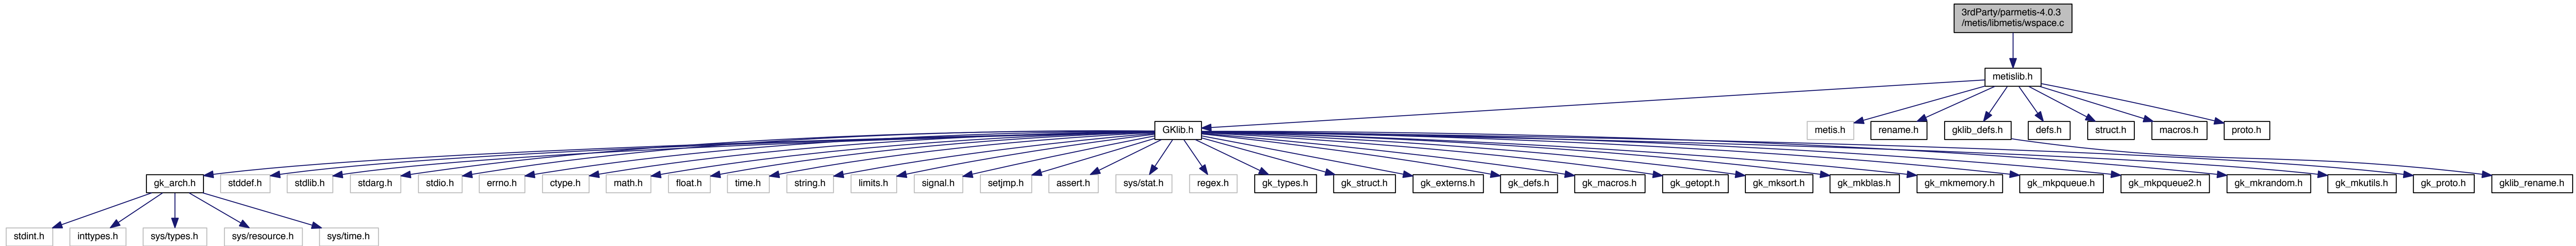 3rdParty/parmetis-4.0.3
/metis/libmetis/wspace.c
metislib.h
GKlib.h
metis.h
rename.h
gklib_defs.h
defs.h
struct.h
macros.h
proto.h
gk_arch.h
stddef.h
stdlib.h
stdarg.h
stdio.h
errno.h
ctype.h
math.h
float.h
time.h
string.h
limits.h
signal.h
setjmp.h
assert.h
sys/stat.h
regex.h
gk_types.h
gk_struct.h
gk_externs.h
gk_defs.h
gk_macros.h
gk_getopt.h
gk_mksort.h
gk_mkblas.h
gk_mkmemory.h
gk_mkpqueue.h
gk_mkpqueue2.h
gk_mkrandom.h
gk_mkutils.h
gk_proto.h
gklib_rename.h
stdint.h
inttypes.h
sys/types.h
sys/resource.h
sys/time.h